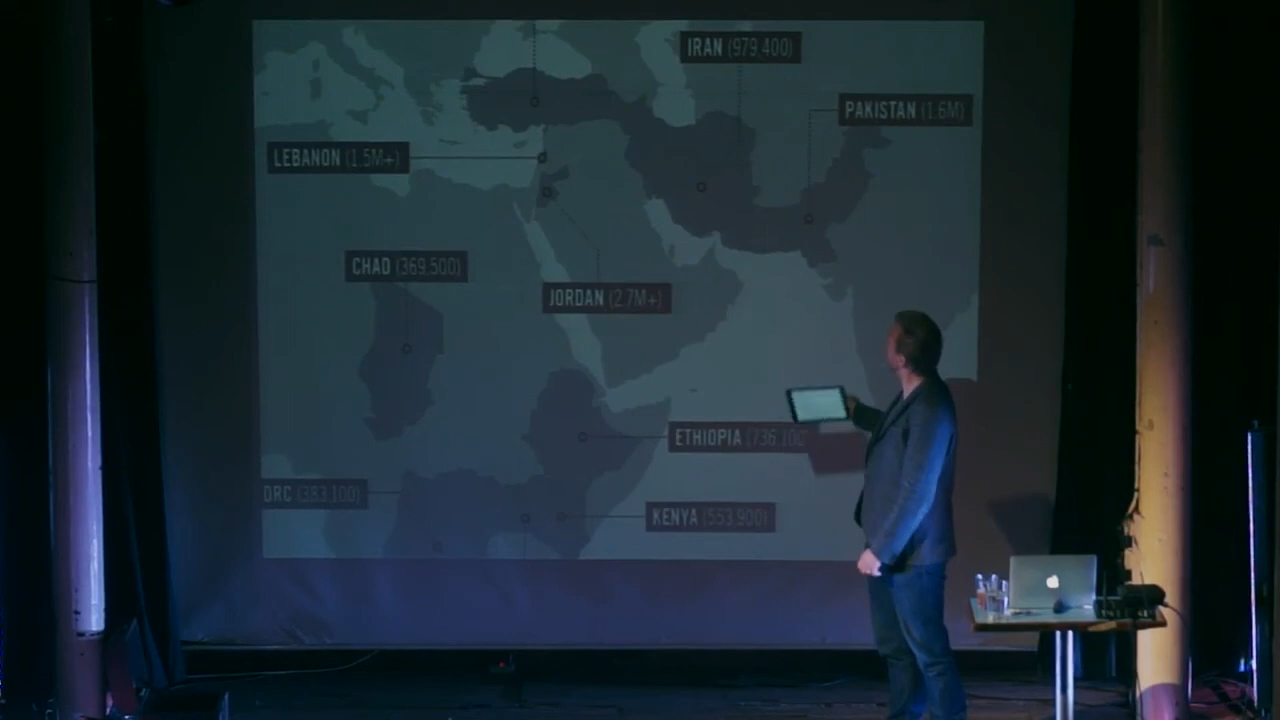 IRAN (979,400)
PAKISTAN (1.6M)
LEBANON (1.5M+)
CHAD (369,500)
JORDAN (2.7M+)
ETHIOPIA (736,100
DRC (383,100)
KENYA (553,900)